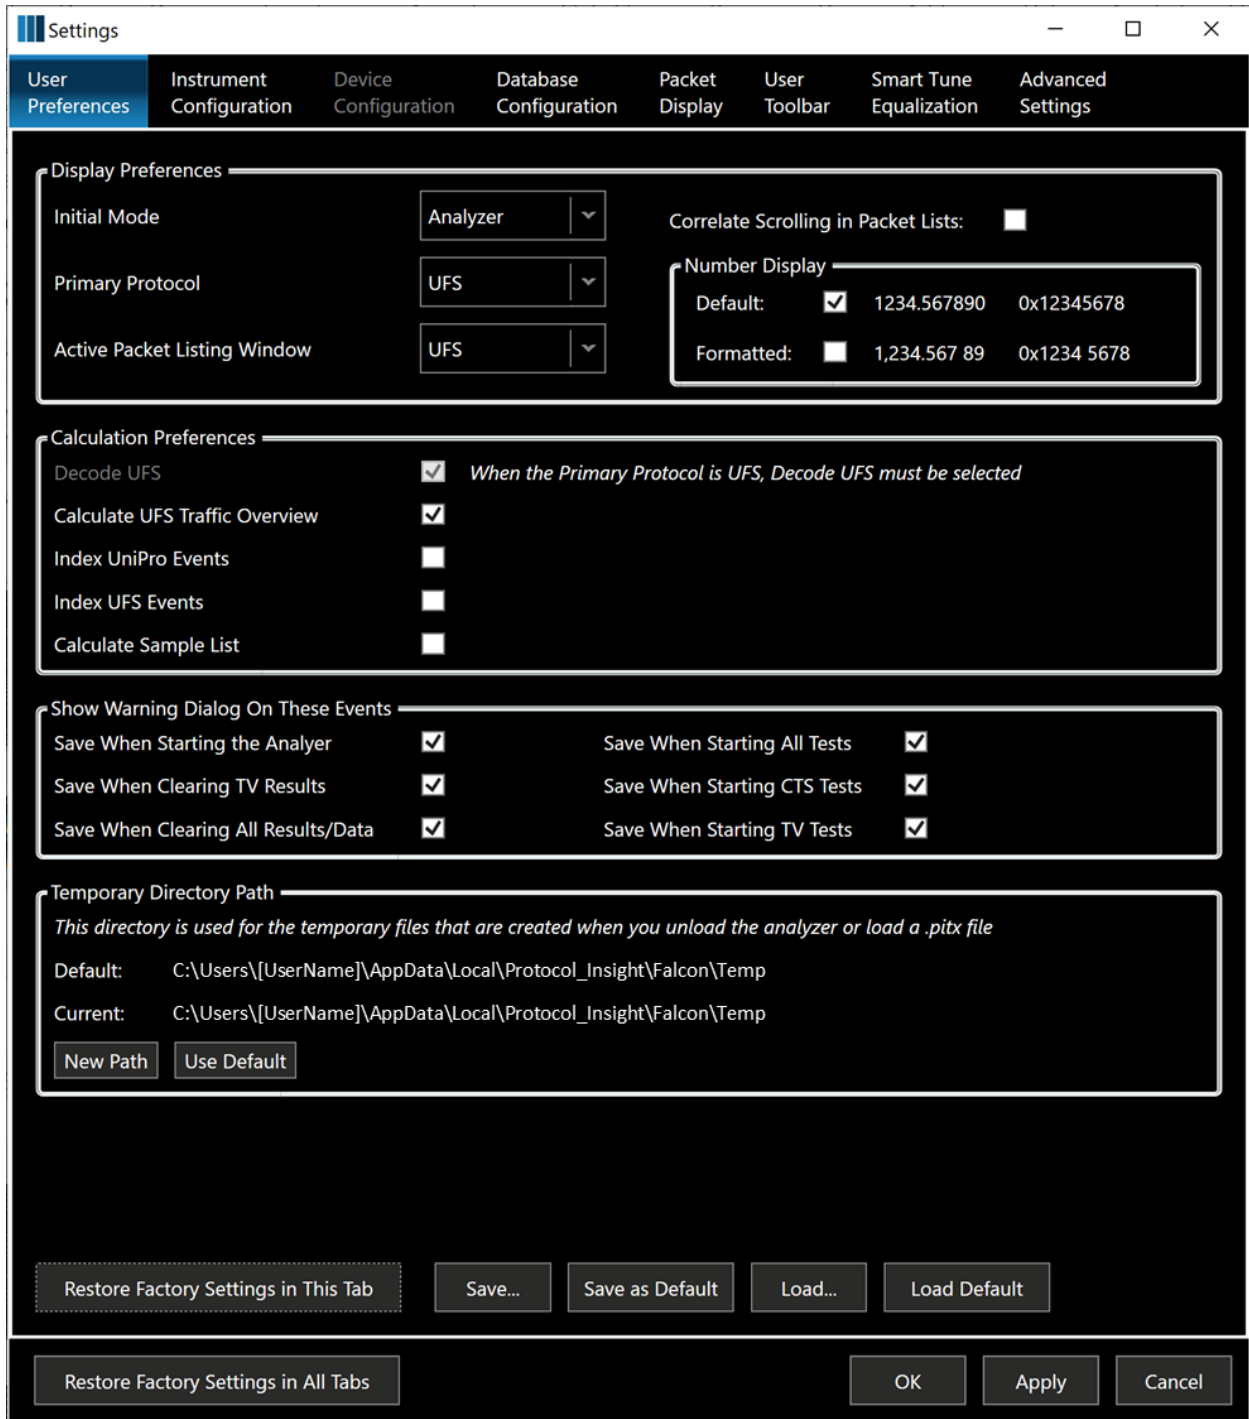 Settings
User Preferences
Instrument Configuration
Device Configuration
Database Configuration
Packet Display
User Toolbar
Smart Tune Equalization
Advanced Settings
Display Preferences
Initial Mode Analyzer
Correlate Scrolling in Packet Lists:
Primary Protocol UFS
Active Packet Listing Window UFS
Number Display
Default: 1234.567890 0x12345678
Formatted: 1,234.567 89 0x1234 5678
Calculation Preferences
Decode UFS When the Primary Protocol is UFS, Decode UFS must be selected
Calculate UFS Traffic Overview
Index UniPro Events
Index UFS Events
Calculate Sample List
Show Warning Dialog On These Events
Save When Starting the Analyer Save When Starting All Tests
Save When Clearing TV Results Save When Starting CTS Tests
Save When Clearing All Results/Data Save When Starting TV Tests
Temporary Directory Path
This directory is used for the temporary files that are created when you unload the analyzer or load a .pitx file
Default: C:\Users\[UserName]\AppData\Local\Protocol_Insight\Falcon\Temp
Current: C:\Users\[UserName]\AppData\Local\Protocol_Insight\Falcon\Temp
New Path Use Default
Restore Factory Settings in This Tab Save... Save as Default Load... Load Default
Restore Factory Settings in All Tabs OK Apply Cancel